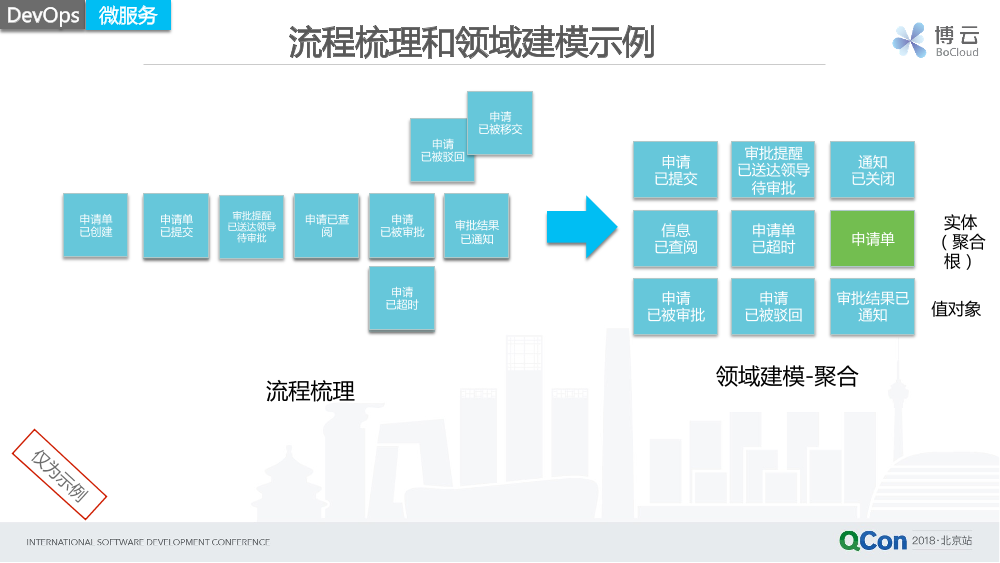 DevOps 微服务
流程梳理和领域建模示例
博云
BoCloud
申请
已被移交
申请
已被驳回
申请单
已创建
申请单
已提交
审批提醒
已送达领导
待审批
申请已查
阅
申请
已被审批
审批结果
已通知
申请
已超时
流程梳理
申请
已提交
审批提醒
已送达领导
待审批
通知
已关闭
信息
已查阅
申请单
已超时
申请单
实体
（聚合
根）
申请
已被审批
申请
已被驳回
审批结果已
通知
值对象
领域建模-聚合
仅为示例
INTERNATIONAL SOFTWARE DEVELOPMENT CONFERENCE
QCon 2018·北京站